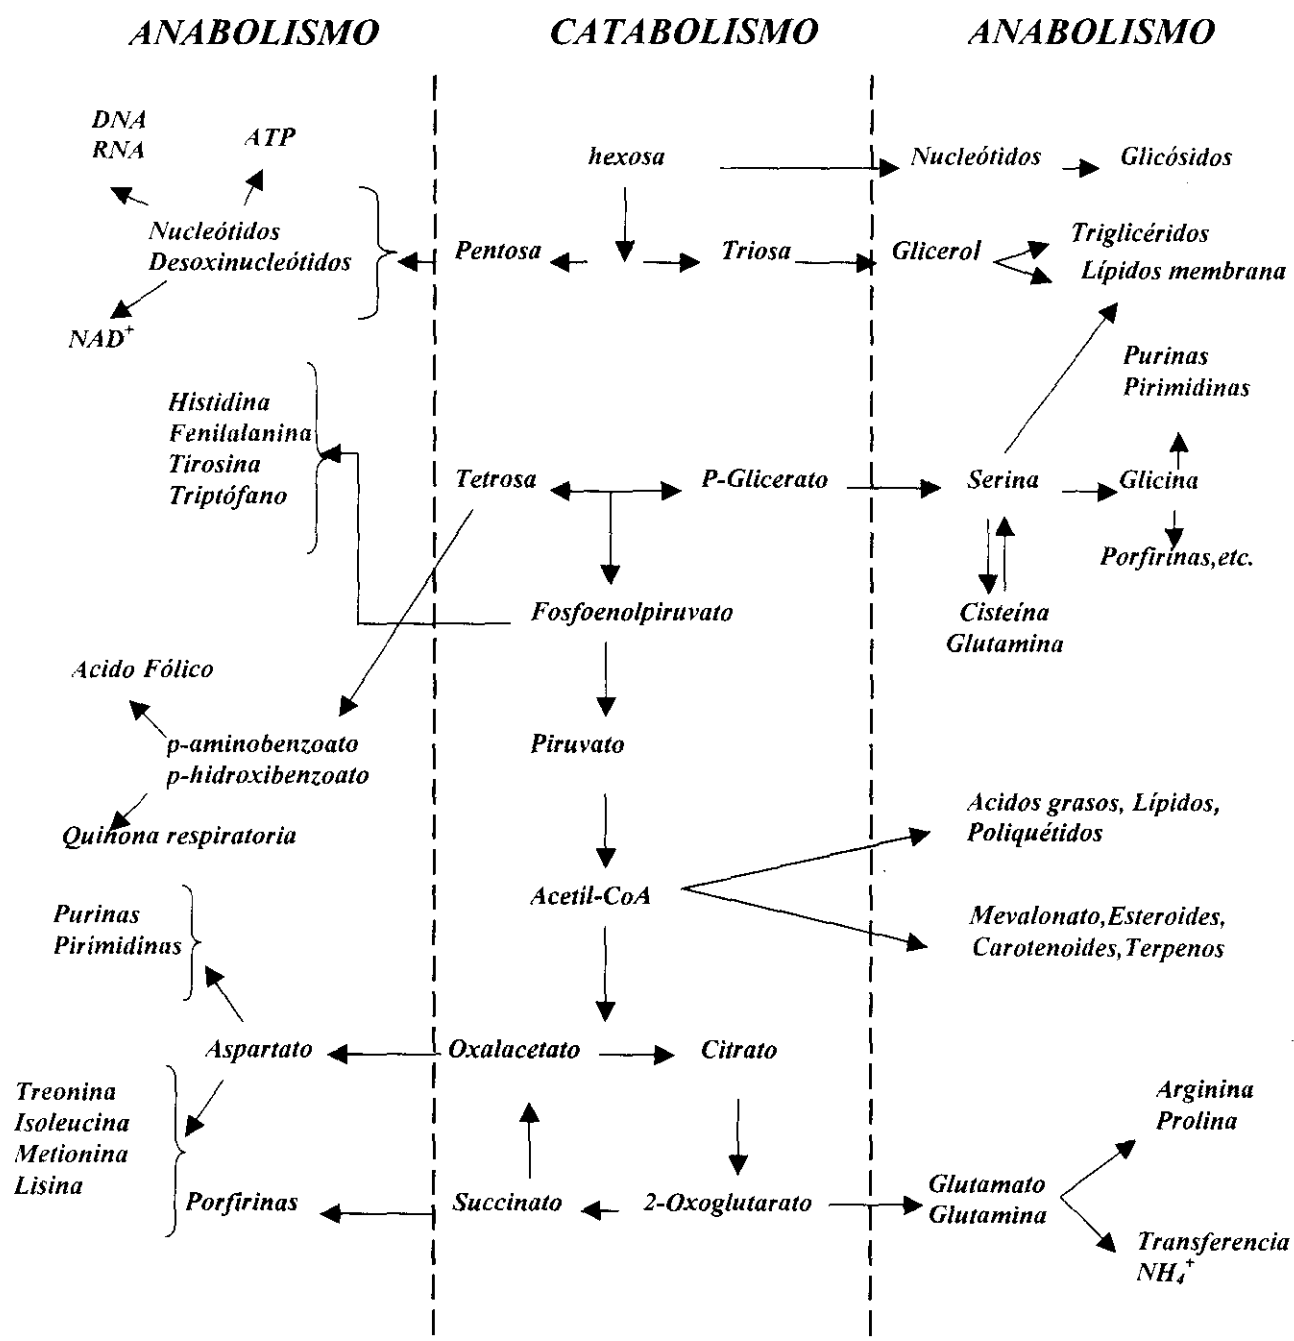 ANABOLISMO
CATABOLISMO
ANABOLISMO
DNA
RNA
ATP
hexosa
Nucleótidos
Glicósidos
Nucleótidos
Desoxinucleótidos
Pentosa
Triosa
Glicerol
Triglicéridos
Lípidos membrana
NAD⁺
Purinas
Pirimidinas
Histidina
Fenilalanina
Tirosina
Triptófano
Tetrosa
P-Glicerato
Serina
Glicina
Porfirinas,etc.
Fosfoenolpiruvato
Cisteína
Glutamina
Acido Fólico
p-aminobenzoato
p-hidroxibenzoato
Piruvato
Quinona respiratoria
Acidos grasos, Lípidos,
Poliquétidos
Acetil-CoA
Purinas
Pirimidinas
Mevalonato,Esteroides,
Carotenoides,Terpenos
Aspartato
Oxalacetato
Citrato
Treonina
Isoleucina
Metionina
Lisina
Arginina
Prolina
Porfirinas
Succinato
2-Oxoglutarato
Glutamato
Glutamina
Transferencia
NH₄⁺